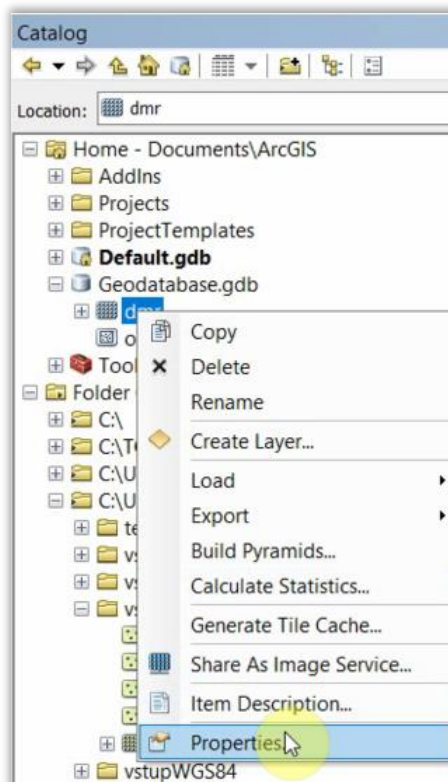 Catalog
Location: dmr
Home - Documents\ArcGIS
AddIns
Projects
ProjectTemplates
Default.gdb
Geodatabase.gdb
dmr
Copy
Delete
Rename
Create Layer...
Load
Export
Build Pyramids...
Calculate Statistics...
Generate Tile Cache...
Share As Image Service...
Item Description...
Properties
Folder
C:\
vstupWGS84